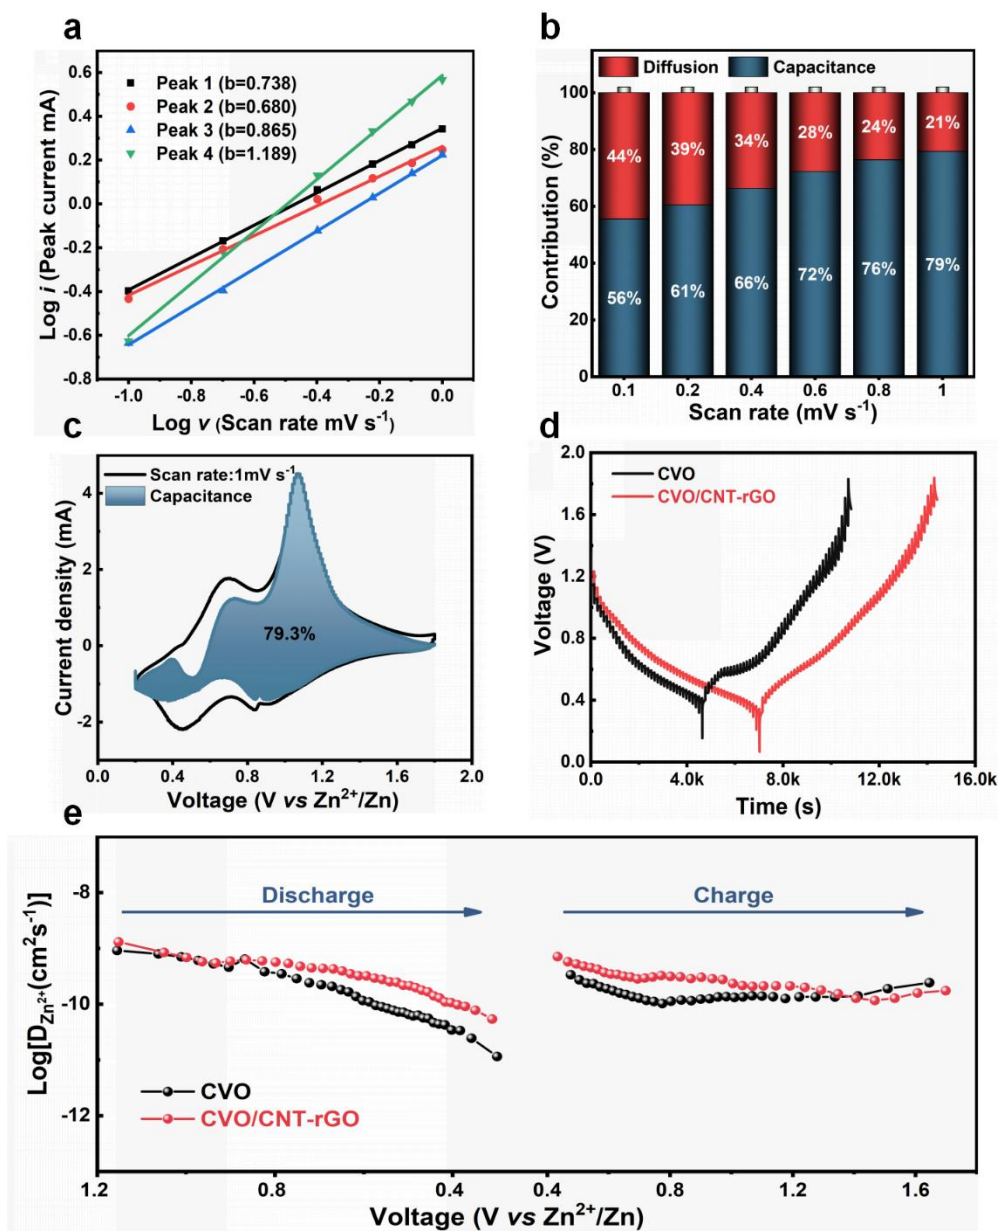 a
Log i (Peak current mA)
0.6
0.4
0.2
0.0
-0.2
-0.4
-0.6
-0.8
Peak 1 (b=0.738)
Peak 2 (b=0.680)
Peak 3 (b=0.865)
Peak 4 (b=1.189)
-1.0 -0.8 -0.6 -0.4 -0.2 0.0
Log v (Scan rate mV s⁻¹)
b
Contribution (%)
Diffusion Capacitance
100
80
60
40
20
0
44% 39% 34% 28% 24% 21%
56% 61% 66% 72% 76% 79%
0.1 0.2 0.4 0.6 0.8 1
Scan rate (mV s⁻¹)
c
Current density (mA)
4
2
0
-2
Scan rate:1mV s⁻¹
Capacitance
79.3%
0.0 0.4 0.8 1.2 1.6 2.0
Voltage (V vs Zn²⁺/Zn)
d
Voltage (V)
2.0
1.6
1.2
0.8
0.4
0.0
CVO
CVO/CNT-rGO
0.0 4.0k 8.0k 12.0k 16.0k
Time (s)
e
Log[D_Zn²⁺(cm²s⁻¹)]
-8
-9
-10
-11
-12
Discharge
Charge
CVO
CVO/CNT-rGO
1.2 0.8 0.4 0.4 0.8 1.2 1.6
Voltage (V vs Zn²⁺/Zn)